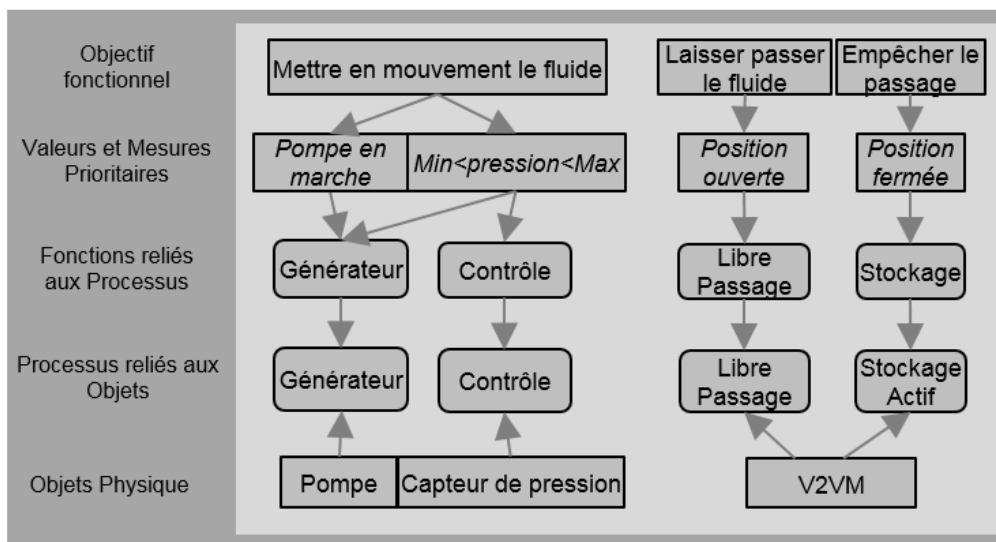 Objectif
fonctionnel
Mettre en mouvement le fluide
Laisser passer
le fluide
Empêcher le
passage
Valeurs et Mesures
Prioritaires
Pompe en
marche
Min<pression<Max
Position
ouverte
Position
fermée
Fonctions reliés
aux Processus
Générateur
Contrôle
Libre
Passage
Stockage
Processus reliés aux
Objets
Générateur
Contrôle
Libre
Passage
Stockage
Actif
Objets Physique
Pompe
Capteur de pression
V2VM